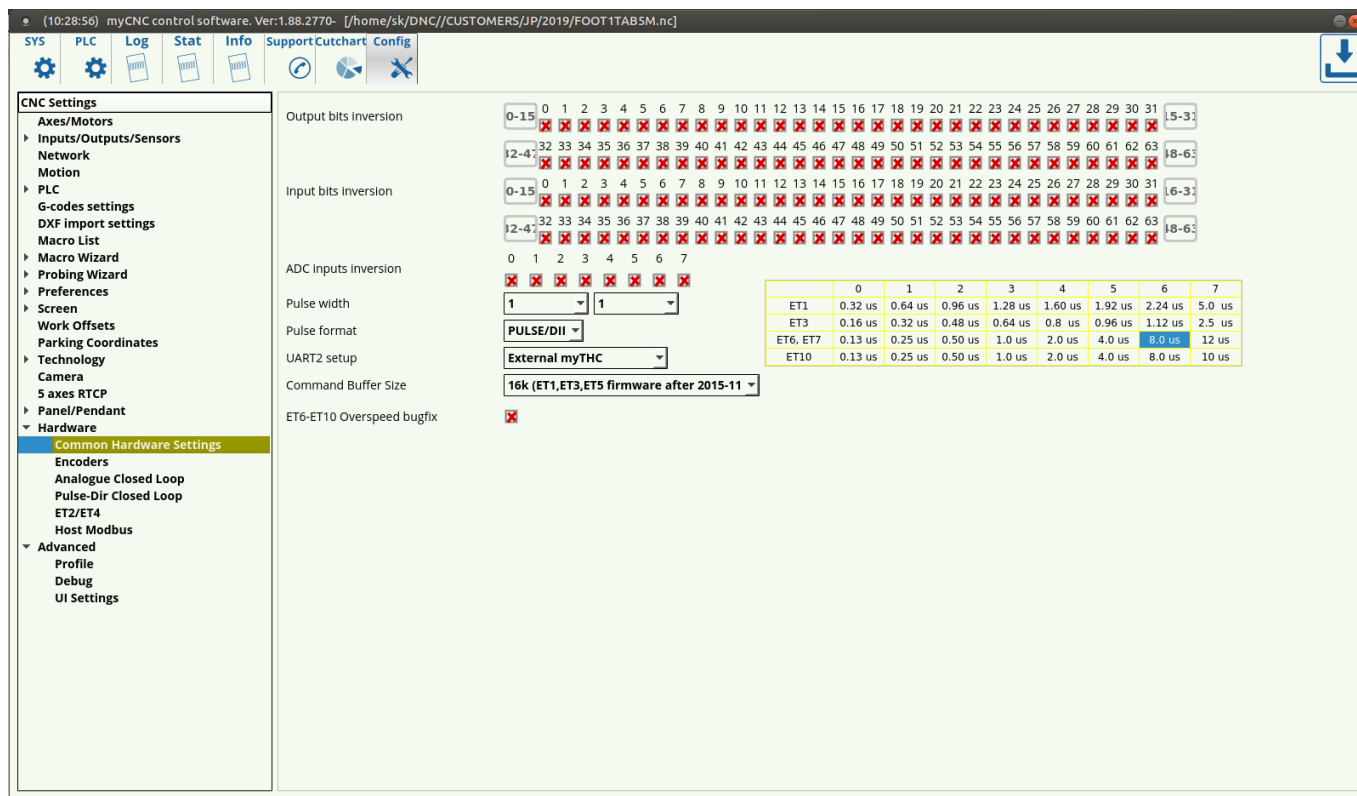 (10:28:56) myCNC control software. Ver:1.88.2770- [/home/sk/DNC//CUSTOMERS/JP/2019/FOOT1TAB5M.nc]
SYS PLC Log Stat Info Support Cutchart Config
CNC Settings
Axes/Motors
Inputs/Outputs/Sensors
Network
Motion
PLC
G-codes settings
DXF import settings
Macro List
Macro Wizard
Probing Wizard
Preferences
Screen
Work Offsets
Parking Coordinates
Technology
Camera
5 axes RTCP
Panel/Pendant
Hardware
Common Hardware Settings
Encoders
Analogue Closed Loop
Pulse-Dir Closed Loop
ET2/ET4
Host Modbus
Advanced
Profile
Debug
UI Settings
Output bits inversion
0-15 0 1 2 3 4 5 6 7 8 9 10 11 12 13 14 15 16 17 18 19 20 21 22 23 24 25 26 27 28 29 30 31 15-31
32-47 32 33 34 35 36 37 38 39 40 41 42 43 44 45 46 47 48 49 50 51 52 53 54 55 56 57 58 59 60 61 62 63 48-63
Input bits inversion
0-15 0 1 2 3 4 5 6 7 8 9 10 11 12 13 14 15 16 17 18 19 20 21 22 23 24 25 26 27 28 29 30 31 16-31
32-47 32 33 34 35 36 37 38 39 40 41 42 43 44 45 46 47 48 49 50 51 52 53 54 55 56 57 58 59 60 61 62 63 48-63
0 1 2 3 4 5 6 7
ADC inputs inversion
Pulse width 1 1
Pulse format PULSE/DII
UART2 setup External myTHC
Command Buffer Size 16k (ET1,ET3,ET5 firmware after 2015-11
ET6-ET10 Overspeed bugfix
0 1 2 3 4 5 6 7
ET1 0.32 us 0.64 us 0.96 us 1.28 us 1.60 us 1.92 us 2.24 us 5.0 us
ET3 0.16 us 0.32 us 0.48 us 0.64 us 0.8 us 0.96 us 1.12 us 2.5 us
ET6, ET7 0.13 us 0.25 us 0.50 us 1.0 us 2.0 us 4.0 us 8.0 us 12 us
ET10 0.13 us 0.25 us 0.50 us 1.0 us 2.0 us 4.0 us 8.0 us 10 us